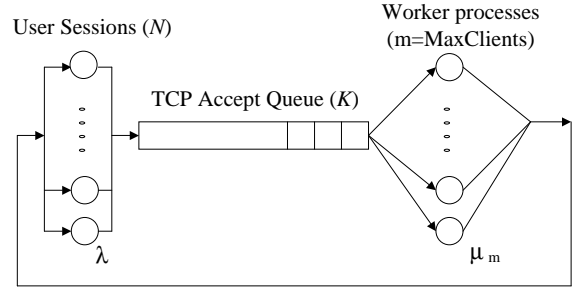 User Sessions (N)
Worker processes
(m=MaxClients)
TCP Accept Queue (K)
λ
μ m